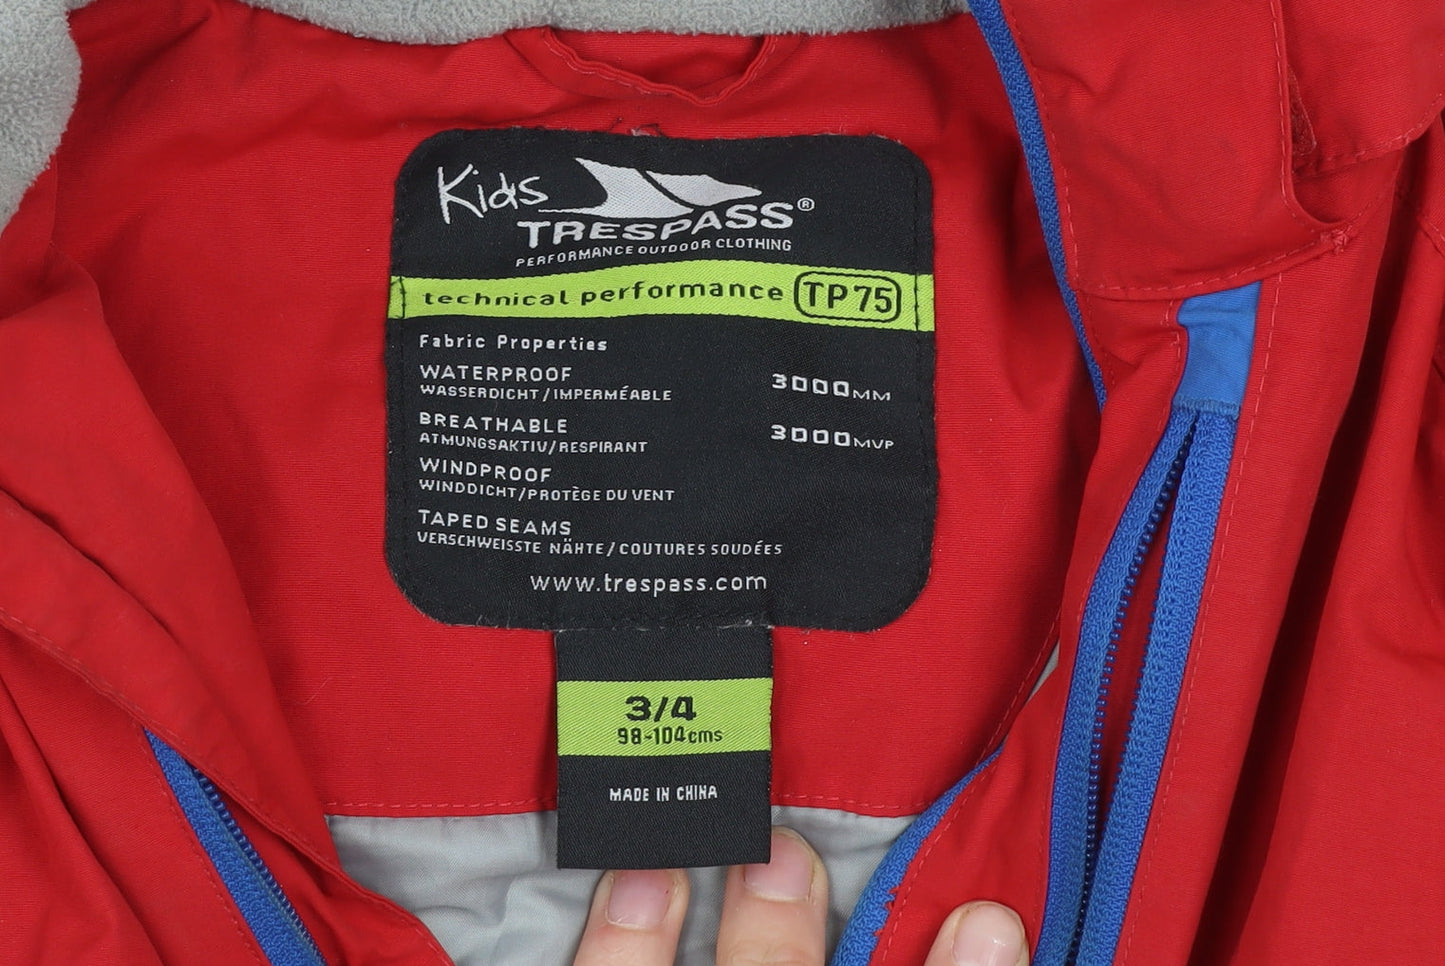 Kids
TRESPASS®
PERFORMANCE OUTDOOR CLOTHING
technical performance TP75
Fabric Properties
WATERPROOF 3000MM
WASSERDICHT/IMPERMÉABLE
BREATHABLE 3000MVP
ATMUNGSAKTIV/RESPIRANT
WINDPROOF
WINDDICHT/PROTÈGE DU VENT
TAPED SEAMS
VERSCHWEISSTE NÄHTE/COUTURES SOUDÉES
www.trespass.com
3/4
98-104cms
MADE IN CHINA